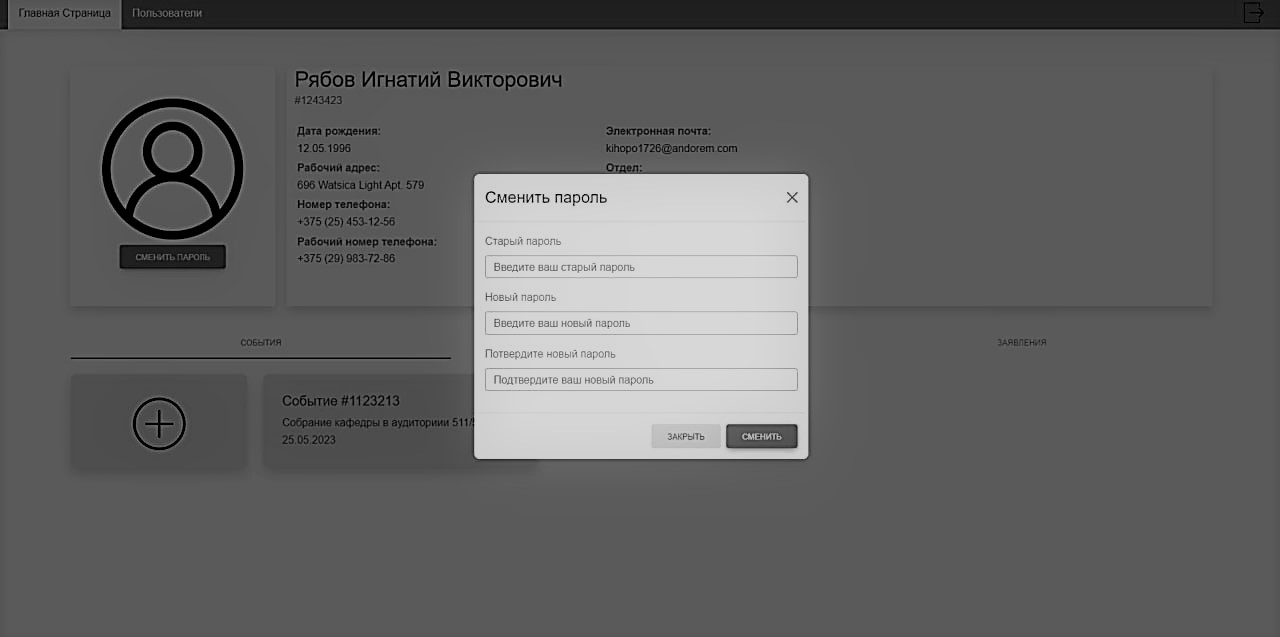 Главная Страница
Пользователи
Рябов Игнатий Викторович
#1243423
Дата рождения:
12.05.1996
Рабочий адрес:
696 Watsica Light Apt. 579
Номер телефона:
+375 (25) 453-12-56
Рабочий номер телефона:
+375 (29) 983-72-86
Электронная почта:
kihopo1726@andorem.com
Отдел:
СМЕНИТЬ ПАРОЛЬ
Сменить пароль
Старый пароль
Введите ваш старый пароль
Новый пароль
Введите ваш новый пароль
Потвердите новый пароль
Подтвердите ваш новый пароль
ЗАКРЫТЬ
СМЕНИТЬ
СОБЫТИЯ
ЗАЯВЛЕНИЯ
Событие #1123213
Собрание кафедры в аудитории 511/
25.05.2023